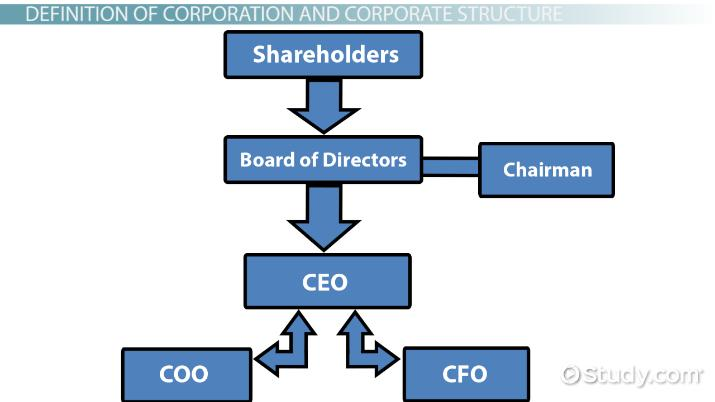 DEFINITION OF CORPORATION AND CORPORATE STRUCTURE
Shareholders
Board of Directors
Chairman
CEO
COO
CFO
Study.com